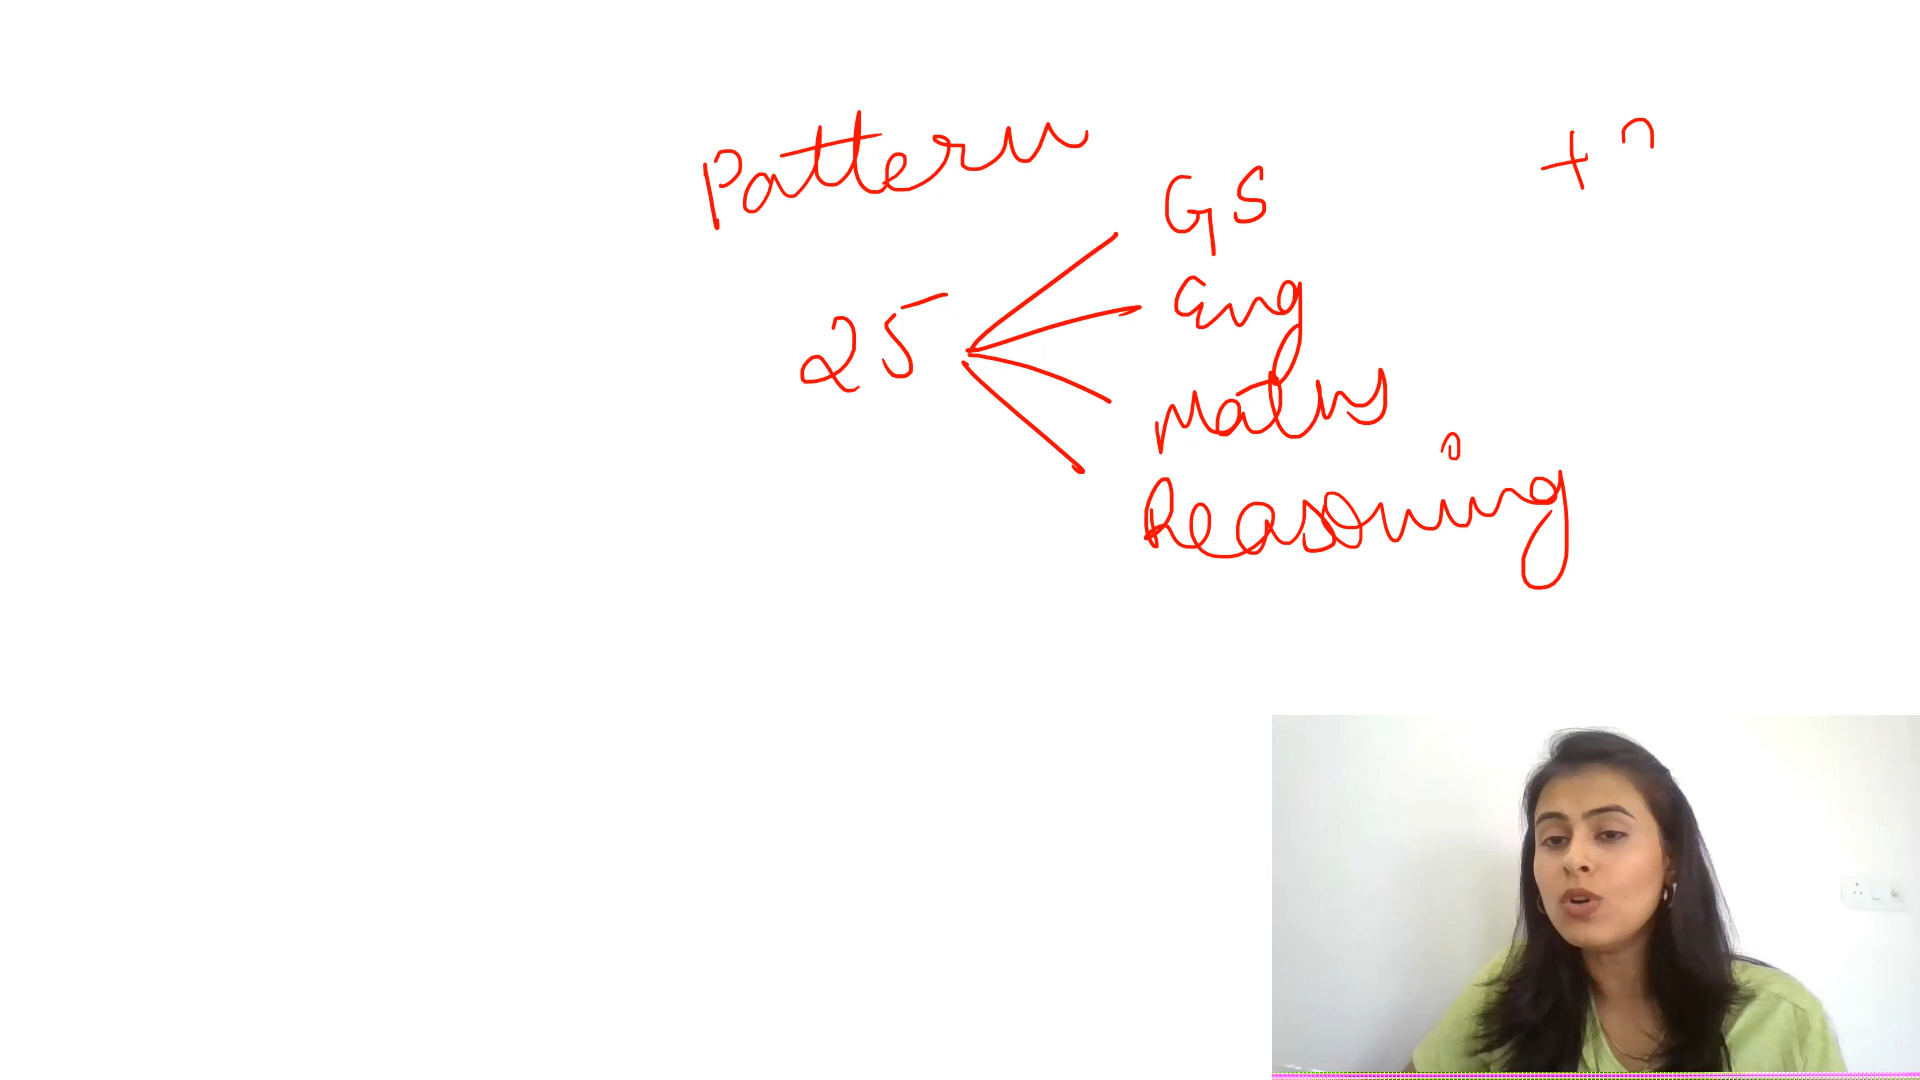 Pattern
GS
+
25
Eng
Maths
Reasoning